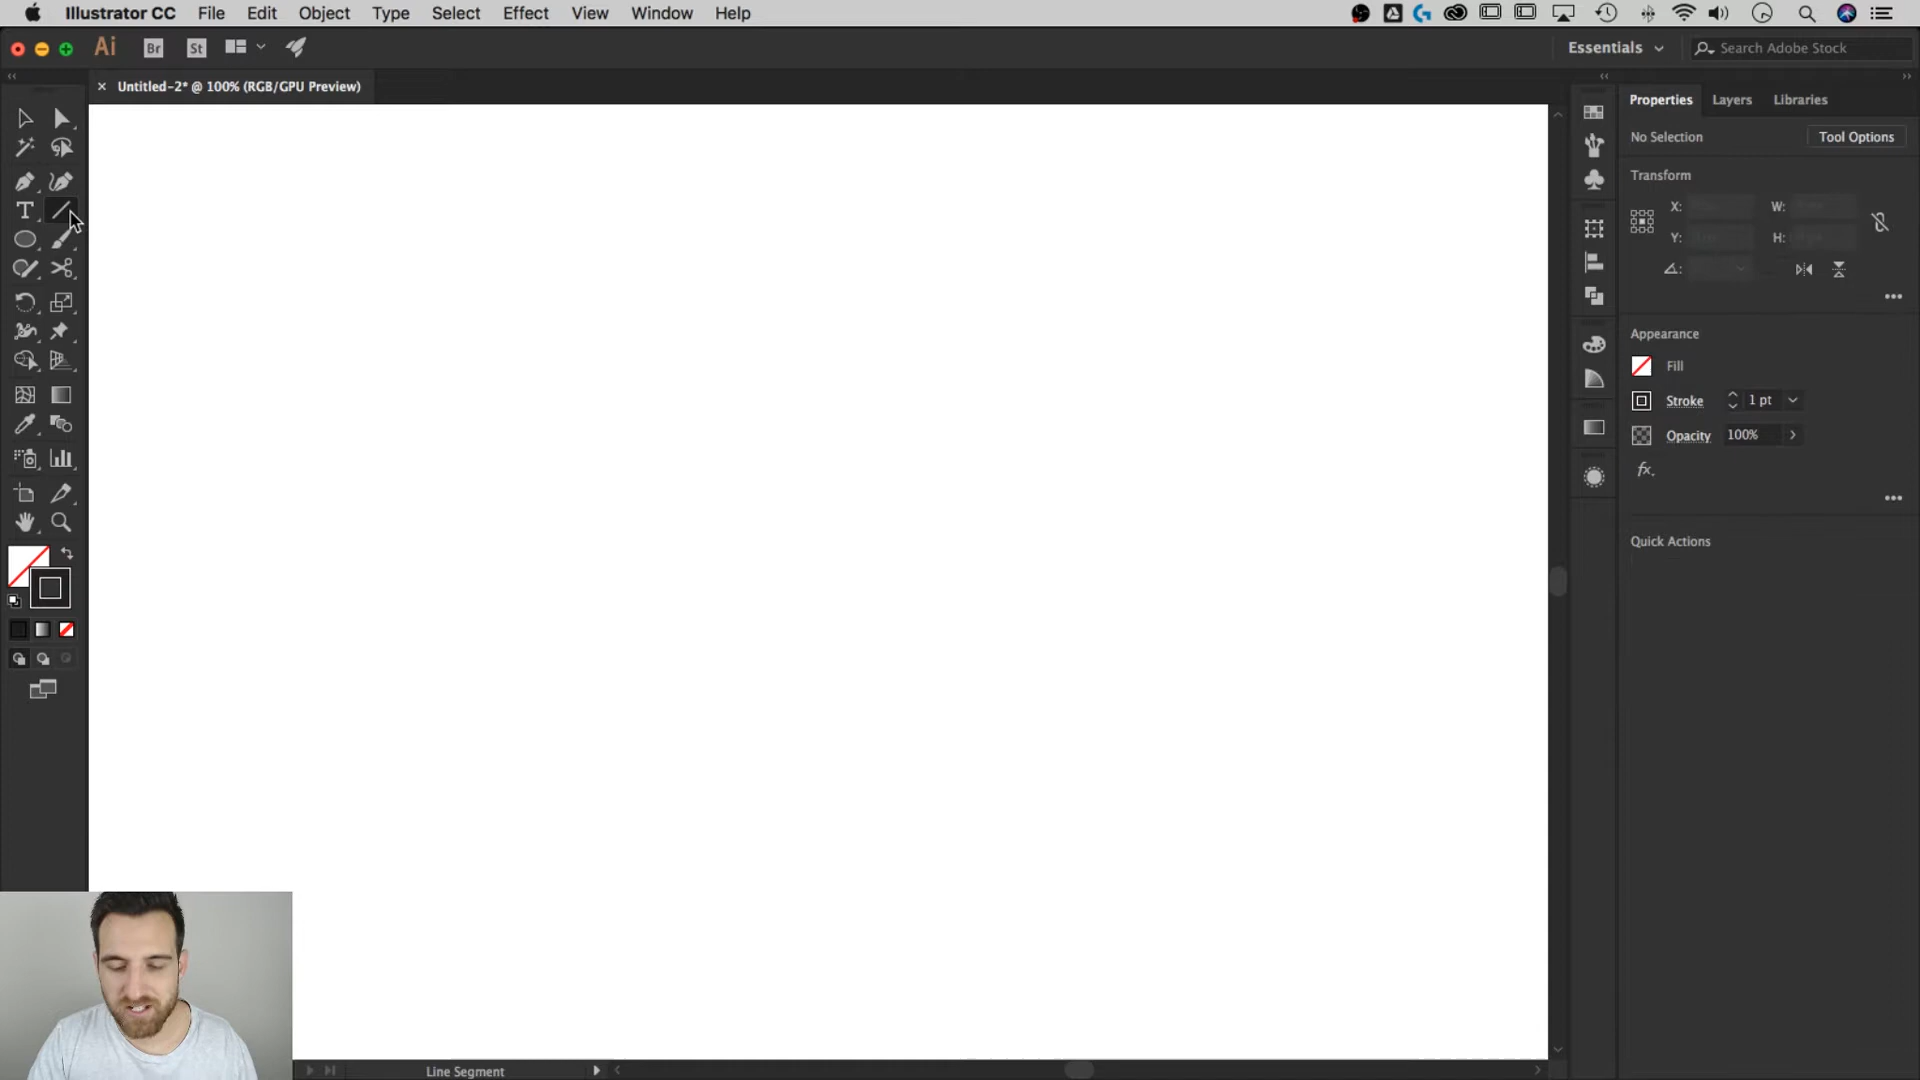 Illustrator CC File Edit Object Type Select Effect View Window Help
Ai Br St Essentials Search Adobe Stock
× Untitled-2* @ 100% (RGB/GPU Preview)
Properties Layers Libraries
No Selection Tool Options
Transform
X: W:
Y: H:
Appearance
Fill
Stroke 1 pt
Opacity 100%
fx.
Quick Actions
Line Segment